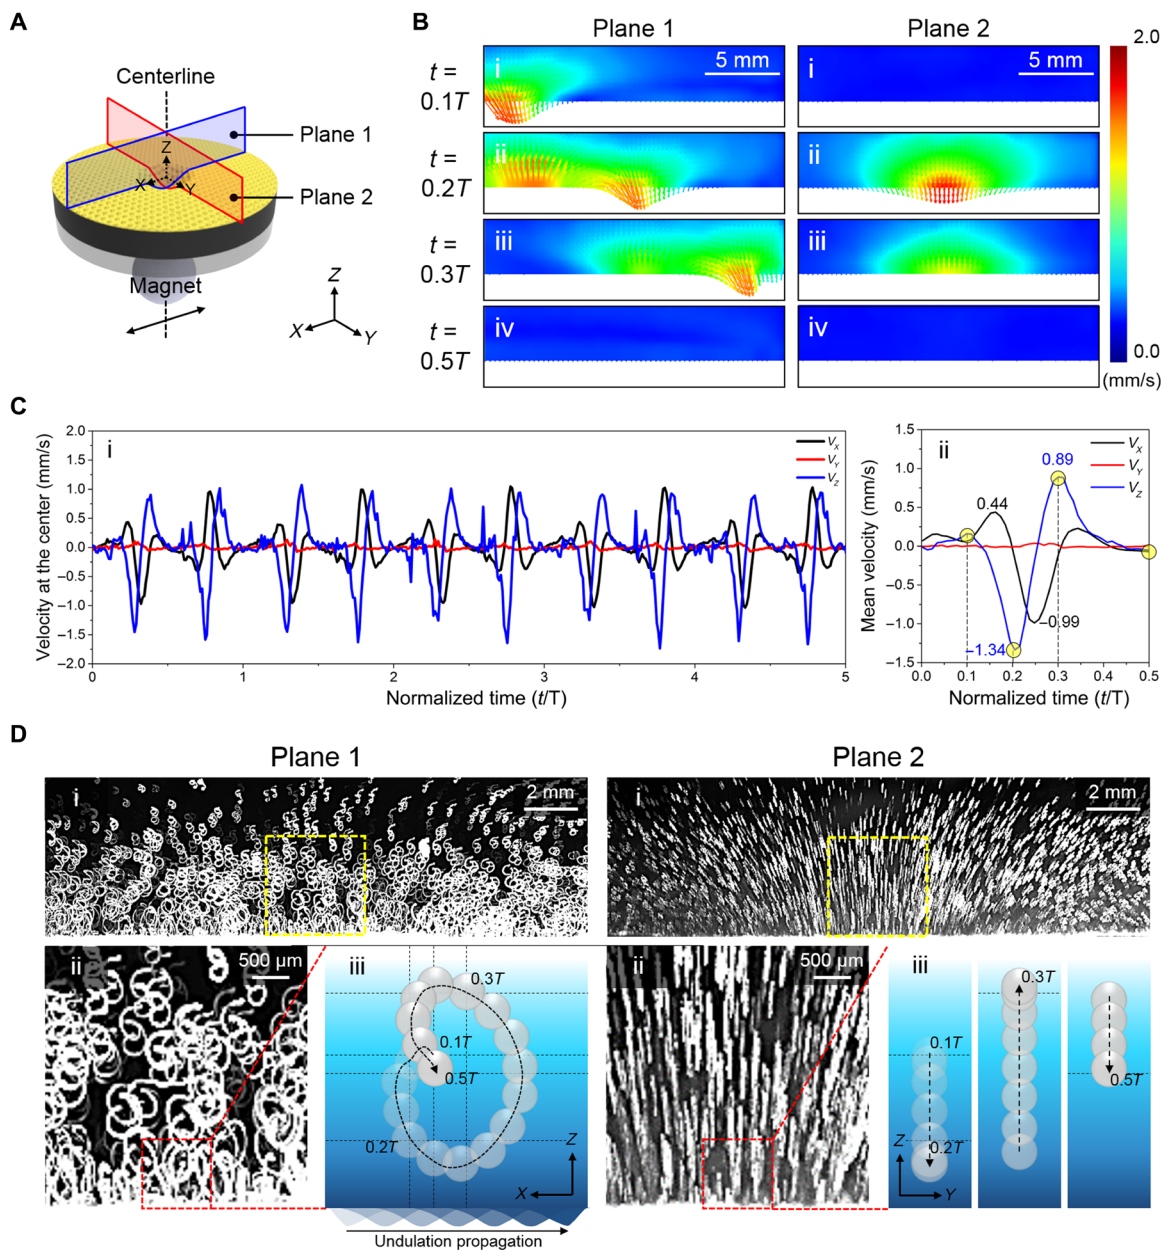 A
Centerline
Plane 1
Z
X
Y
Plane 2
Magnet
Z
X
Y
B
Plane 1
Plane 2
2.0
t =
0.1T
i
5 mm
i
5 mm
t =
0.2T
ii
ii
t =
0.3T
iii
iii
t =
0.5T
iv
iv
0.0
(mm/s)
C
i
Velocity at the center (mm/s)
2.0
1.5
1.0
0.5
0.0
−0.5
−1.0
−1.5
−2.0
VX
VY
VZ
0
1
2
3
4
5
Normalized time (t/T)
ii
Mean velocity (mm/s)
1.5
1.0
0.5
0.0
−0.5
−1.0
−1.5
VX
VY
VZ
0.89
0.44
−0.99
−1.34
0.0
0.1
0.2
0.3
0.4
0.5
Normalized time (t/T)
D
Plane 1
Plane 2
i
2 mm
i
2 mm
ii
500 µm
iii
0.3T
0.1T
0.5T
0.2T
Z
X
Undulation propagation
ii
500 µm
iii
0.1T
0.2T
Z
Y
0.3T
0.5T